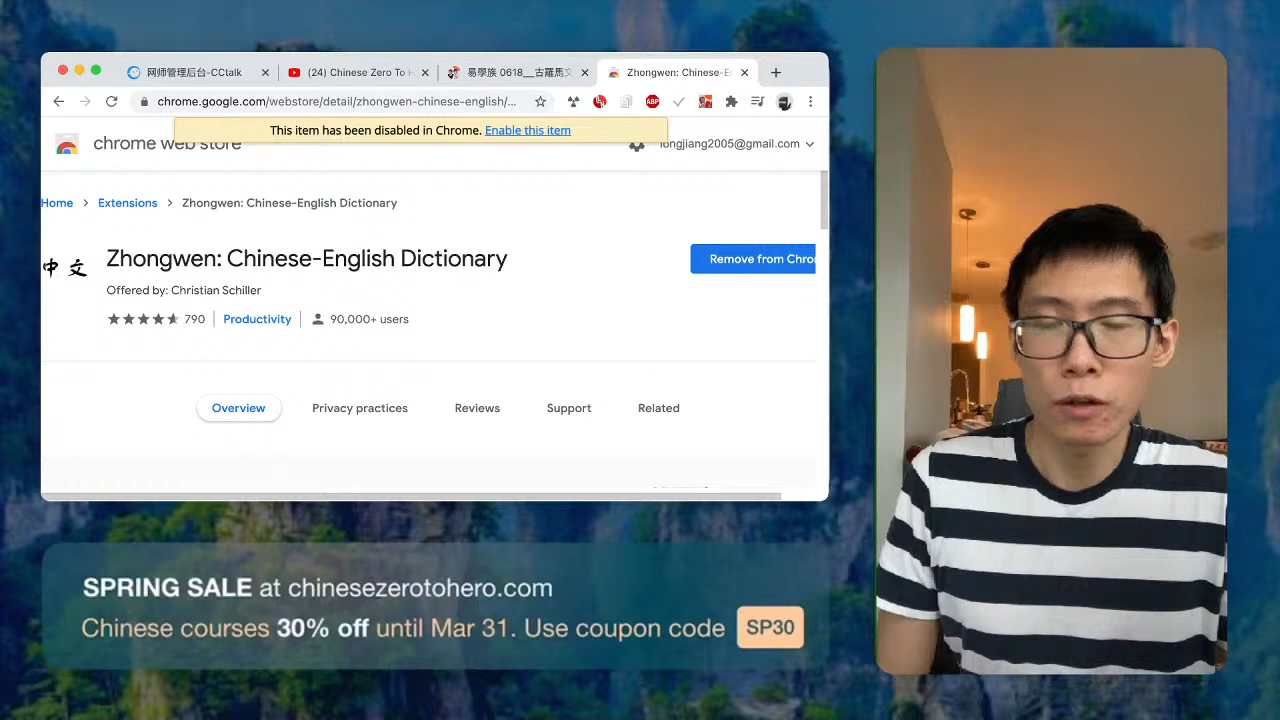 网师管理后台-CCtalk
(24) Chinese Zero To H
易學族 0618__古羅馬文
Zhongwen: Chinese-E
chrome.google.com/webstore/detail/zhongwen-chinese-english/...
ABP
This item has been disabled in Chrome. Enable this item
chrome web store
longjiang2005@gmail.com
Home > Extensions > Zhongwen: Chinese-English Dictionary
中文
Zhongwen: Chinese-English Dictionary
Remove from Chro
Offered by: Christian Schiller
790 | Productivity | 90,000+ users
Overview Privacy practices Reviews Support Related
SPRING SALE at chinesezerotohero.com
Chinese courses 30% off until Mar 31. Use coupon code SP30